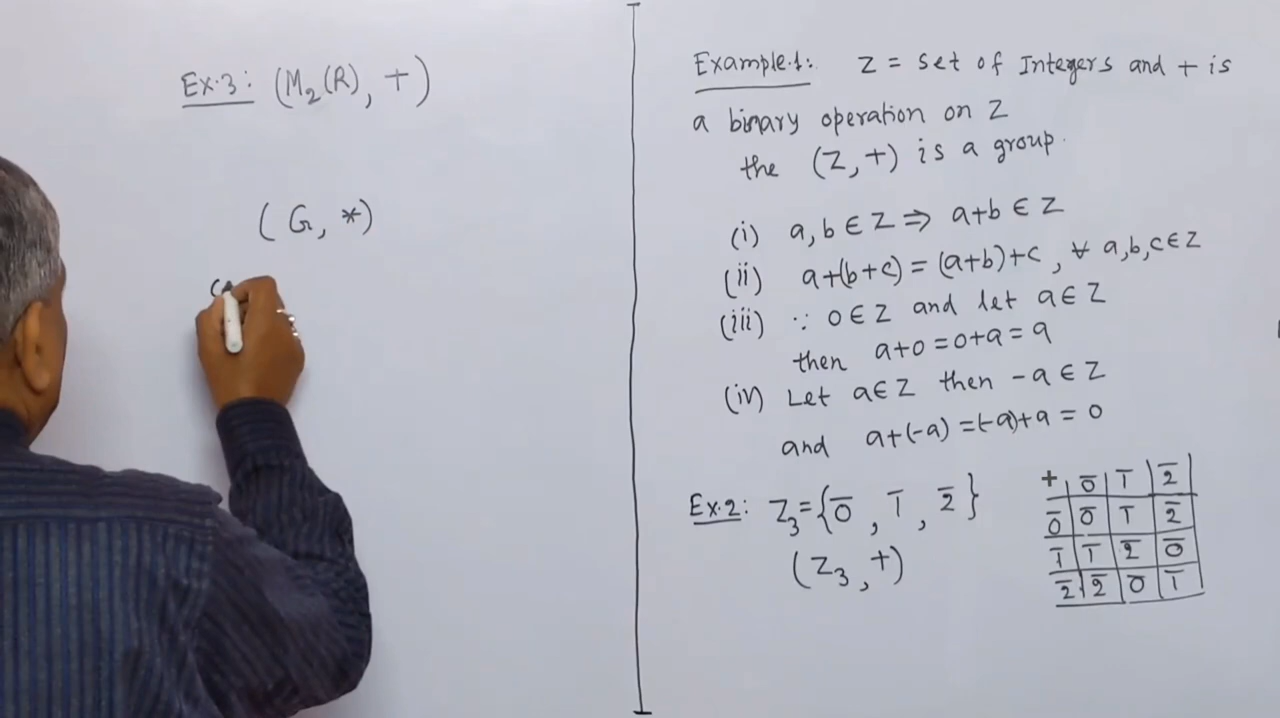 Ex.3: (M₂(R), +)
(G, *)
Example.1: Z = set of Integers and + is
a binary operation on Z
the (Z, +) is a group.
(i) a, b ∈ Z ⇒ a+b ∈ Z
(ii) a+(b+c) = (a+b)+c, ∀ a,b,c∈Z
(iii) ∵ 0 ∈ Z and let a∈Z
then a+0 = 0+a = a
(iv) Let a∈Z then -a ∈ Z
and a+(-a) = (-a)+a = 0
Ex.2: Z₃ = {0̅, 1̅, 2̅}
(Z₃, +)
+ 0̅ 1̅ 2̅
0̅ 0̅ 1̅ 2̅
1̅ 1̅ 2̅ 0̅
2̅ 2̅ 0̅ 1̅